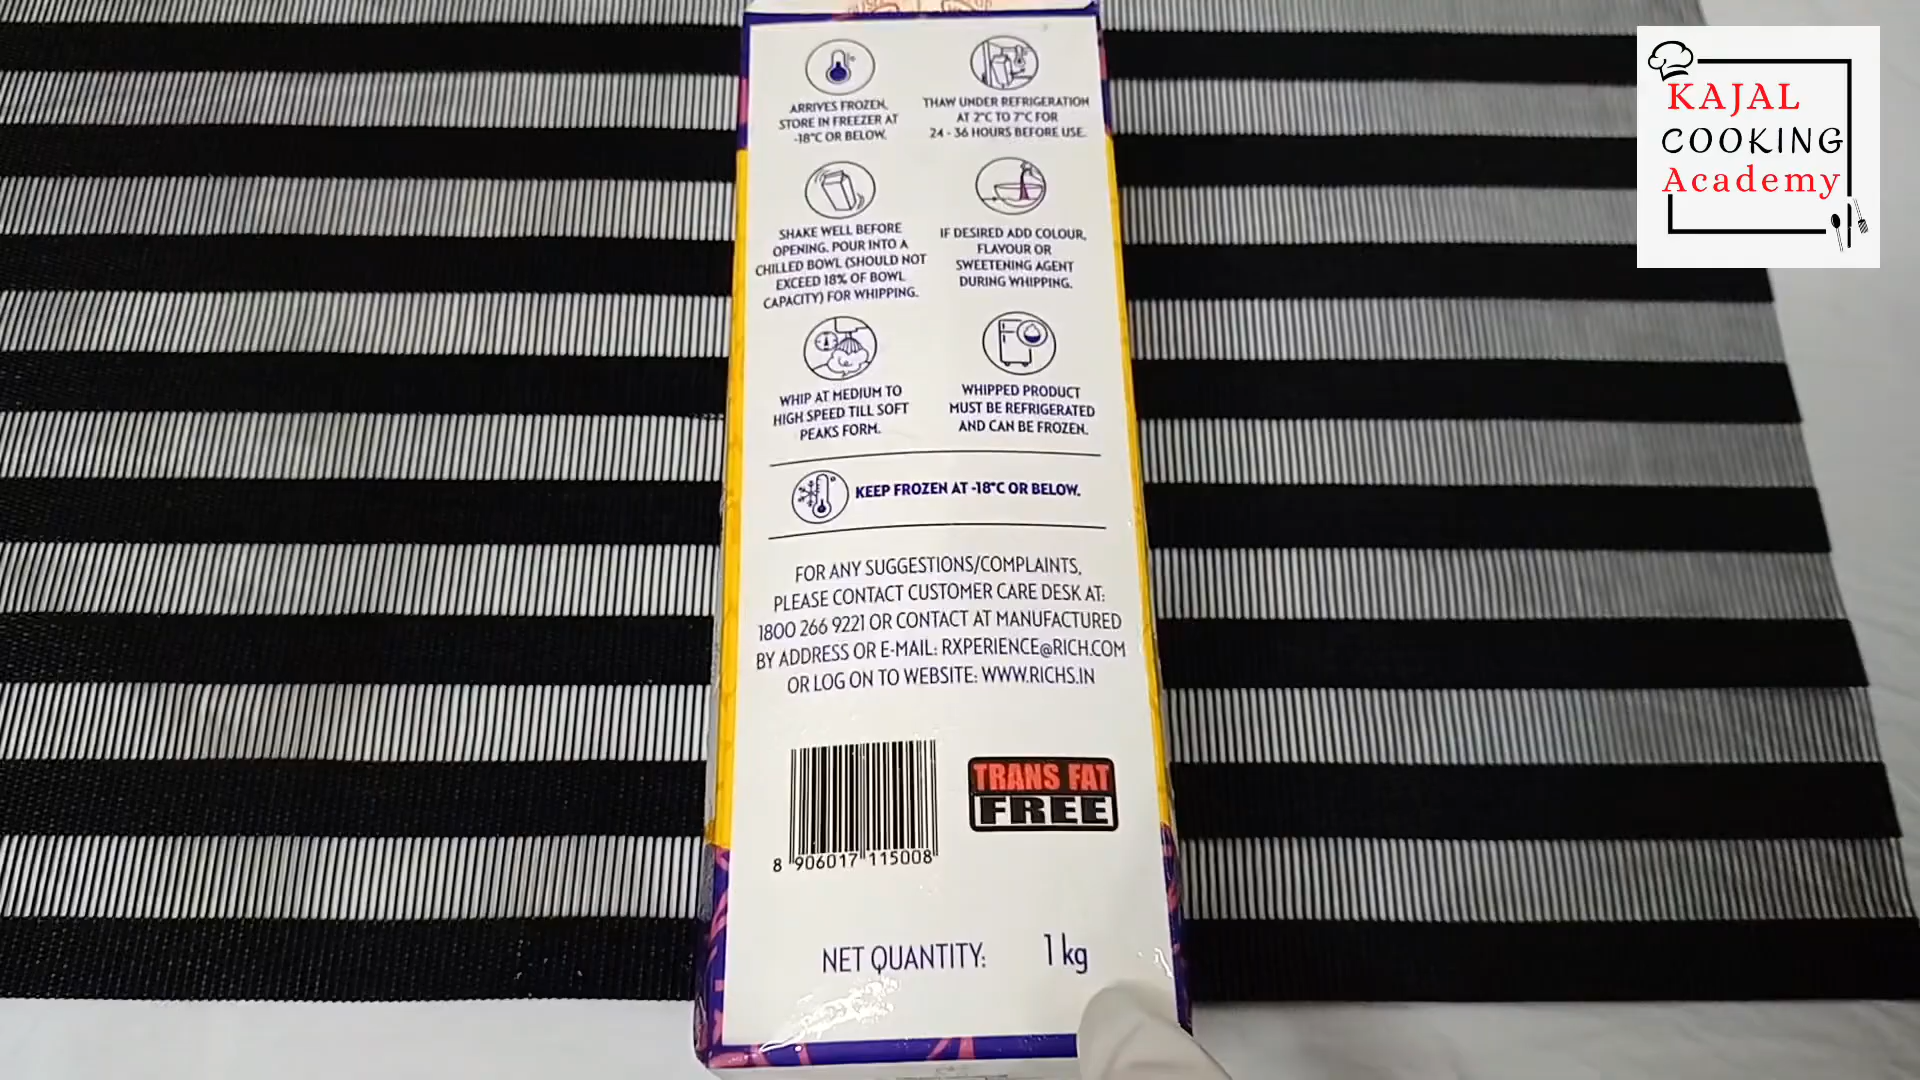 ARRIVES FROZEN,
STORE IN FREEZER AT
-18°C OR BELOW.
THAW UNDER REFRIGERATION
AT 2°C TO 7°C FOR
24 - 36 HOURS BEFORE USE.
SHAKE WELL BEFORE
OPENING. POUR INTO A
CHILLED BOWL (SHOULD NOT
EXCEED 18% OF BOWL
CAPACITY) FOR WHIPPING.
IF DESIRED ADD COLOUR,
FLAVOUR OR
SWEETENING AGENT
DURING WHIPPING.
WHIP AT MEDIUM TO
HIGH SPEED TILL SOFT
PEAKS FORM.
WHIPPED PRODUCT
MUST BE REFRIGERATED
AND CAN BE FROZEN.
KEEP FROZEN AT -18°C OR BELOW.
FOR ANY SUGGESTIONS/COMPLAINTS,
PLEASE CONTACT CUSTOMER CARE DESK AT:
1800 266 9221 OR CONTACT AT MANUFACTURED
BY ADDRESS OR E-MAIL: RXPERIENCE@RICH.COM
OR LOG ON TO WEBSITE: WWW.RICHS.IN
8 906017 115008
TRANS FAT
FREE
NET QUANTITY: 1 kg
KAJAL
COOKING
Academy